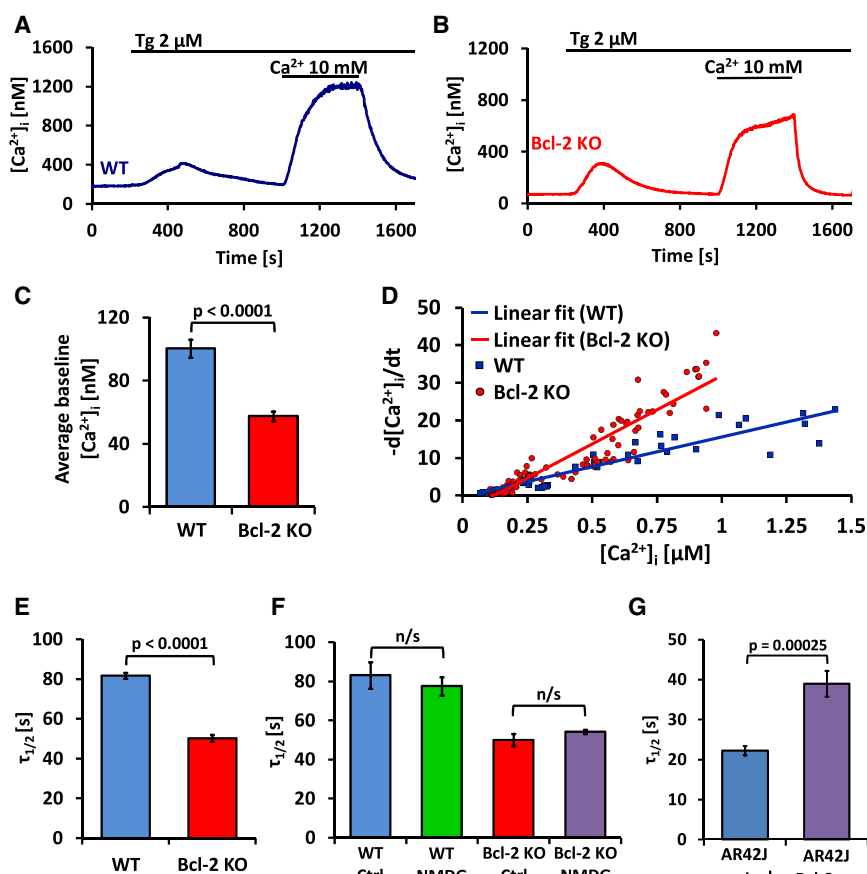 A
1600
1200
800
400
0
[Ca²⁺]ᵢ [nM]
Tg 2 µM
Ca²⁺ 10 mM
WT
0
400
800
1200
1600
Time [s]
B
1200
800
400
0
[Ca²⁺]ᵢ [nM]
Tg 2 µM
Ca²⁺ 10 mM
Bcl-2 KO
0
400
800
1200
1600
Time [s]
C
120
80
40
0
Average baseline
[Ca²⁺]ᵢ [nM]
p < 0.0001
WT
Bcl-2 KO
D
50
40
30
20
10
0
-d[Ca²⁺]ᵢ/dt
Linear fit (WT)
Linear fit (Bcl-2 KO)
WT
Bcl-2 KO
0
0.25
0.5
0.75
1
1.25
1.5
[Ca²⁺]ᵢ [µM]
E
100
80
60
40
20
0
τ₁/₂ [s]
p < 0.0001
WT
Bcl-2 KO
F
100
80
60
40
20
0
τ₁/₂ [s]
n/s
n/s
WT
WT
Bcl-2 KO
Bcl-2 KO
Ctrl
NMDG
Ctrl
NMDG
G
50
40
30
20
10
0
τ₁/₂ [s]
p = 0.00025
AR42J
AR42J